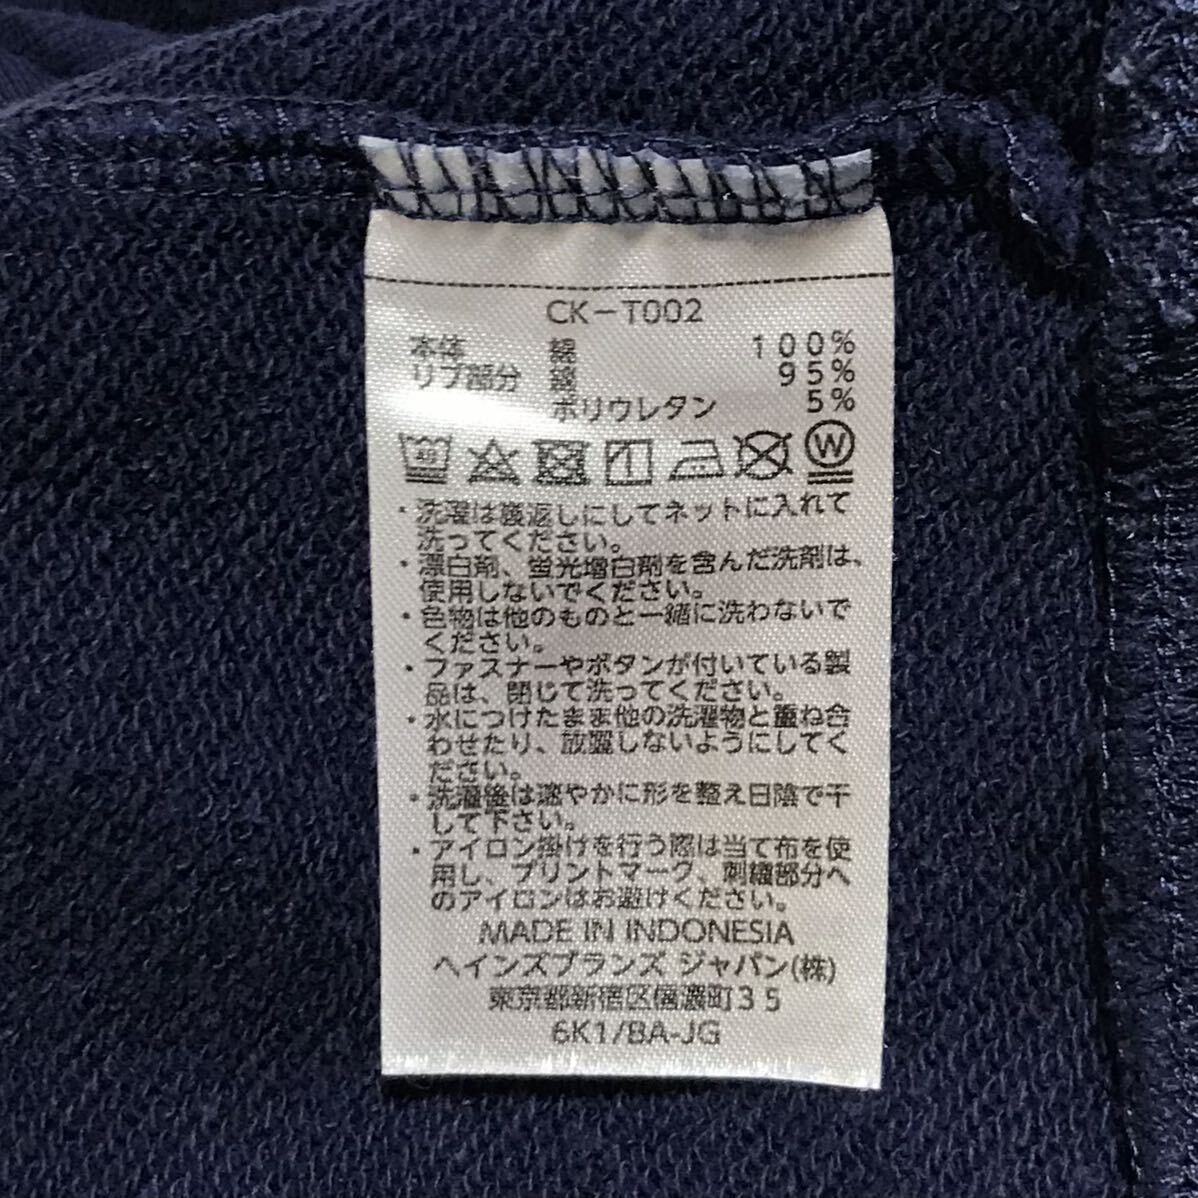 CK－T002
本体 綿 100%
リブ部分 綿 95%
ポリウレタン 5%
40
W
・洗濯は裏返しにしてネットに入れて
洗ってください。
・漂白剤、蛍光増白剤を含んだ洗剤は、
使用しないでください。
・色物は他のものと一緒に洗わないで
ください。
・ファスナーやボタンが付いている製
品は、閉じて洗ってください。
・水につけたまま他の洗濯物と重ね合
わせたり、放置しないようにしてく
ださい。
・洗濯後は速やかに形を整え日陰で干
して下さい。
・アイロン掛けを行う際は当て布を使
用し、プリントマーク、刺繍部分へ
のアイロンはお避けください。
MADE IN INDONESIA
ヘインズブランズ ジャパン(株)
東京都新宿区信濃町35
6K1/BA-JG